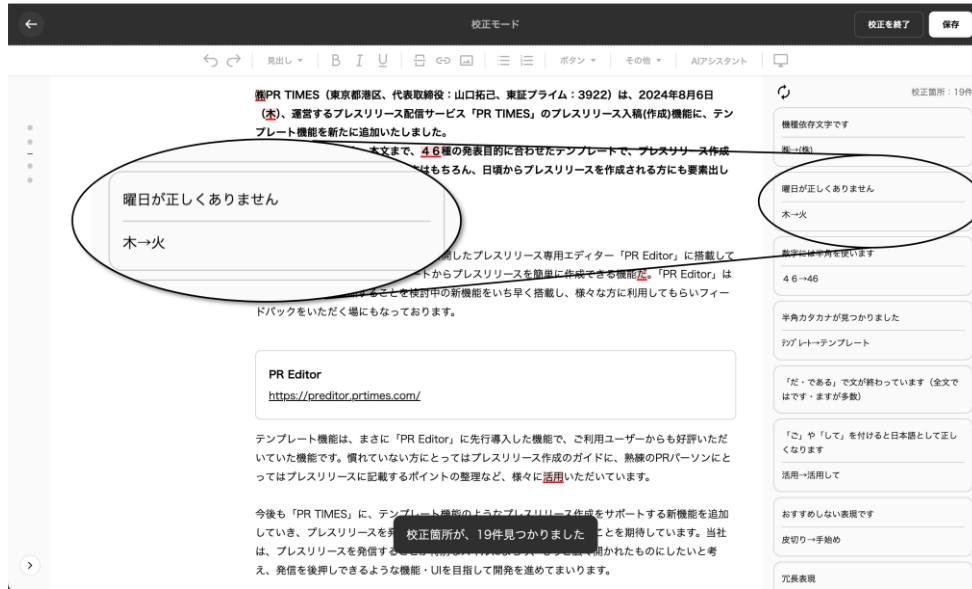 校正モード
校正を終了
保存
見出し
B I U
ボタン
その他
AIアシスタント
㈱PR TIMES（東京都港区、代表取締役：山口拓己、東証プライム：3922）は、2024年8月6日
（木）、運営するプレスリリース配信サービス「PR TIMES」のプレスリリース入稿(作成)機能に、テン
プレート機能を新たに追加いたしました。
本文まで、４６種の発表目的に合わせたテンプレートで、プレスリリース作成
はもちろん、日頃からプレスリリースを作成される方にも要素出し
開したプレスリリース専用エディター「PR Editor」に搭載して
ートからプレスリリースを簡単に作成できる機能だ。「PR Editor」は
することを検討中の新機能をいち早く搭載し、様々な方に利用してもらいフィー
ドバックをいただく場にもなっております。
PR Editor
https://preditor.prtimes.com/
テンプレート機能は、まさに「PR Editor」に先行導入した機能で、ご利用ユーザーからも好評いただ
いていた機能です。慣れていない方にとってはプレスリリース作成のガイドに、熟練のPRパーソンにと
ってはプレスリリースに記載するポイントの整理など、様々に活用いただいています。
今後も「PR TIMES」に、テンプレート機能のようなプレスリリース作成をサポートする新機能を追加
していき、プレスリリースを発
ことを期待しています。当社
は、プレスリリースを発信する
開かれたものにしたいと考
え、発信を後押しできるような機能・UIを目指して開発を進めてまいります。
校正箇所が、19件見つかりました
曜日が正しくありません
木→火
校正箇所：19件
機種依存文字です
㈱→(株)
曜日が正しくありません
木→火
数字には半角を使います
４６→46
半角カタカナが見つかりました
ﾃﾝﾌﾟﾚｰﾄ→テンプレート
「だ・である」で文が終わっています（全文で
はです・ますが多数）
「ご」や「して」を付けると日本語として正し
くなります
活用→活用して
おすすめしない表現です
皮切り→手始め
冗長表現